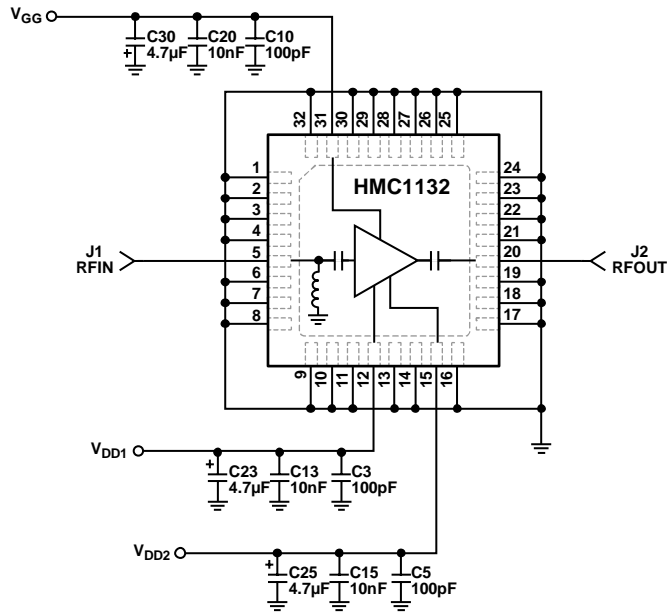 VGG
C30
4.7µF
+
C20
10nF
C10
100pF
32
31
30
29
28
27
26
25
HMC1132
1
2
3
4
5
6
7
8
24
23
22
21
20
19
18
17
J1
RFIN
J2
RFOUT
9
10
11
12
13
14
15
16
VDD1
+
C23
4.7µF
C13
10nF
C3
100pF
VDD2
+
C25
4.7µF
C15
10nF
C5
100pF